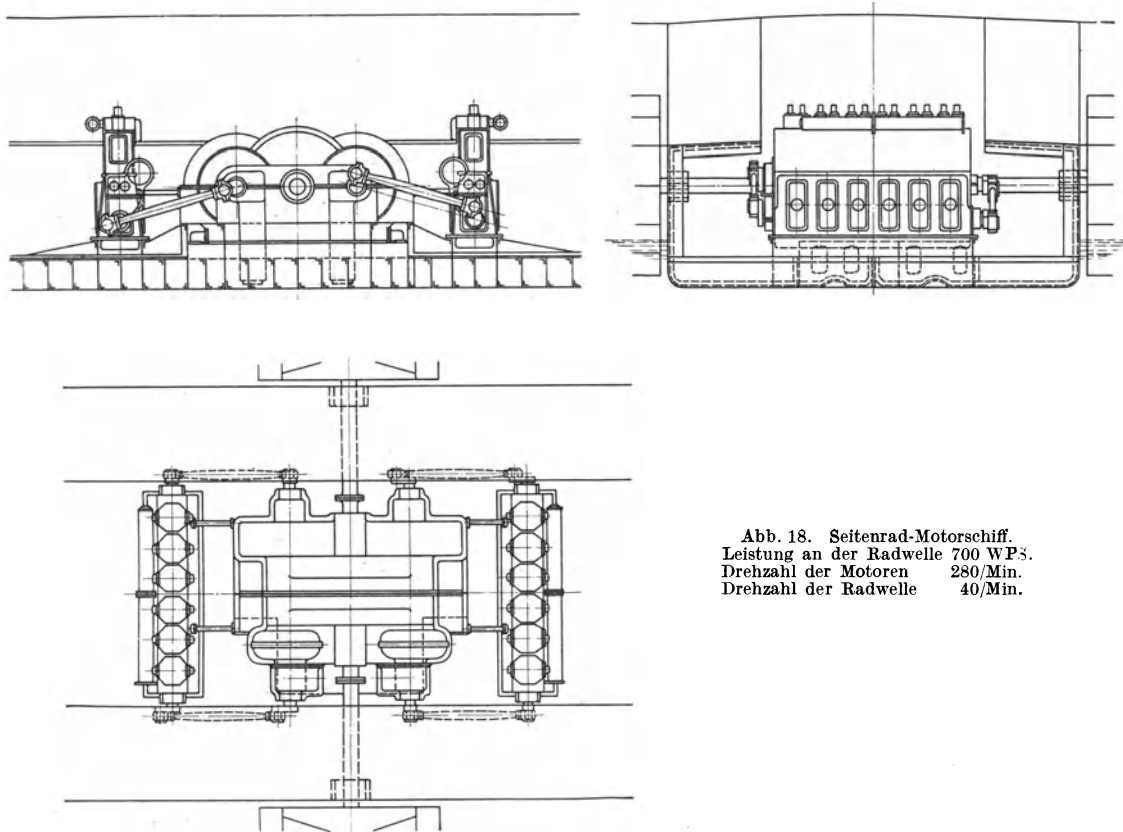 Abb. 18. Seitenrad-Motorschiff.
Leistung an der Radwelle 700 WPS.
Drehzahl der Motoren 280/Min.
Drehzahl der Radwelle 40/Min.